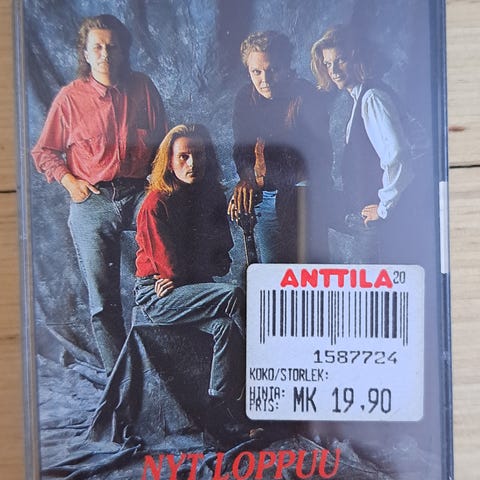 ANTTILA 20
1587724
KOKO/STORLEK:
HINTA:
PRIS: MK 19.90
NYT LOPPUU